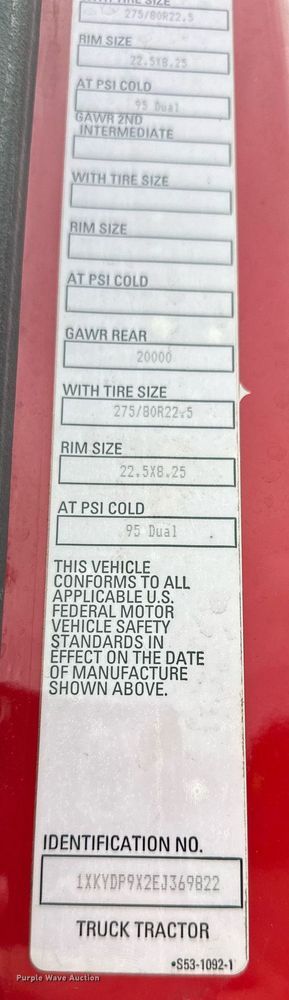 WITH TIRE SIZE
275/80R22.5
RIM SIZE
22.5X8.25
AT PSI COLD
95 Dual
GAWR 2ND
INTERMEDIATE
WITH TIRE SIZE
RIM SIZE
AT PSI COLD
GAWR REAR
20000
WITH TIRE SIZE
275/80R22.5
RIM SIZE
22.5X8.25
AT PSI COLD
95 Dual
THIS VEHICLE
CONFORMS TO ALL
APPLICABLE U.S.
FEDERAL MOTOR
VEHICLE SAFETY
STANDARDS IN
EFFECT ON THE DATE
OF MANUFACTURE
SHOWN ABOVE.
IDENTIFICATION NO.
1XKYDP9X2EJ369822
TRUCK TRACTOR
•S53-1092-1
Purple Wave Auction